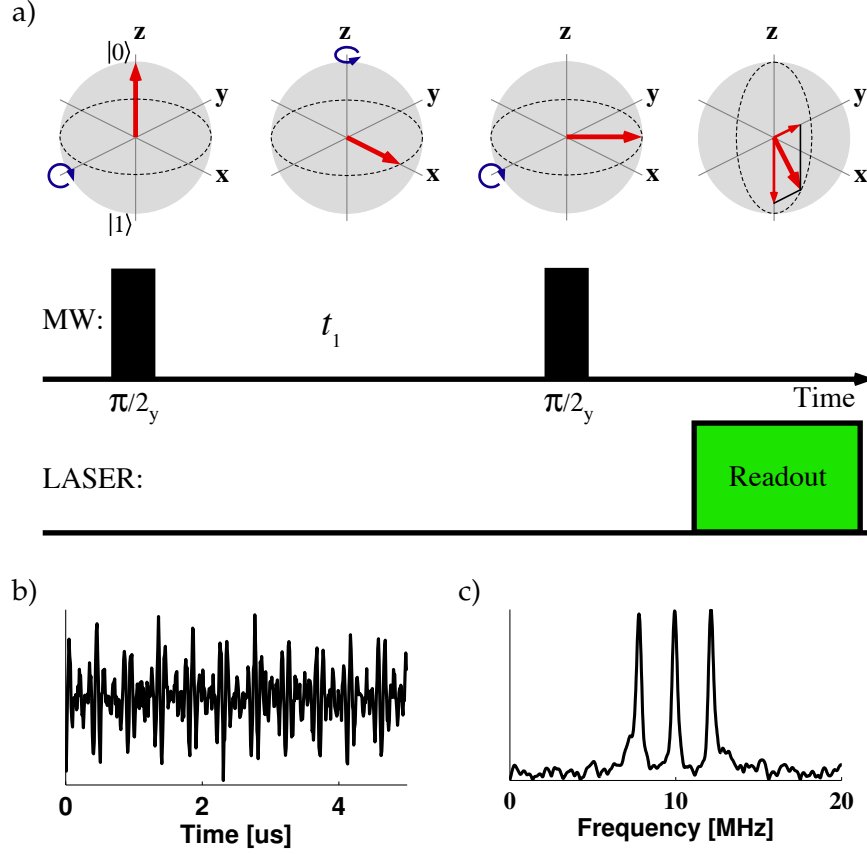 a)
z z z z
|0⟩
y y y y
x x x x
|1⟩
MW: t₁
π/2y π/2y Time
LASER: Readout
b) c)
0 2 4 0 10 20
Time [us] Frequency [MHz]